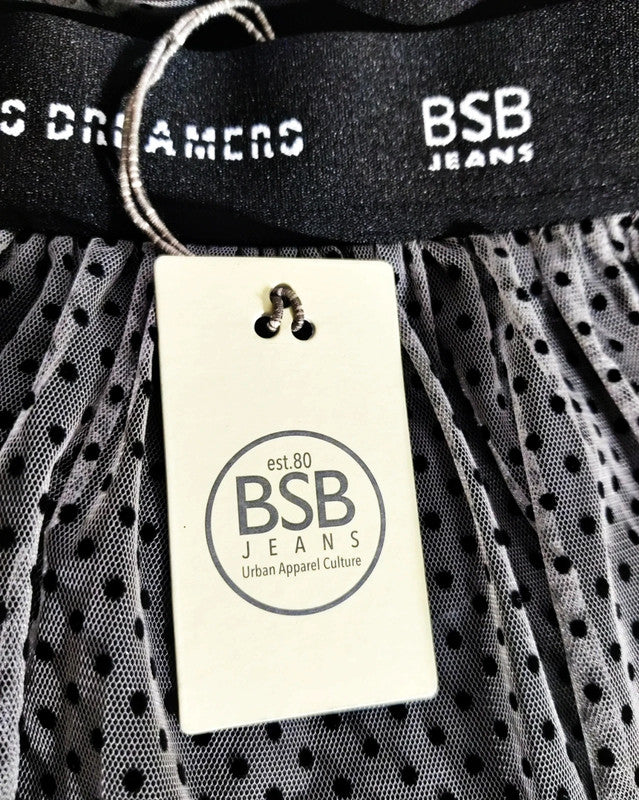 S DREAMERS
BSB
JEANS
est.80
BSB
JEANS
Urban Apparel Culture